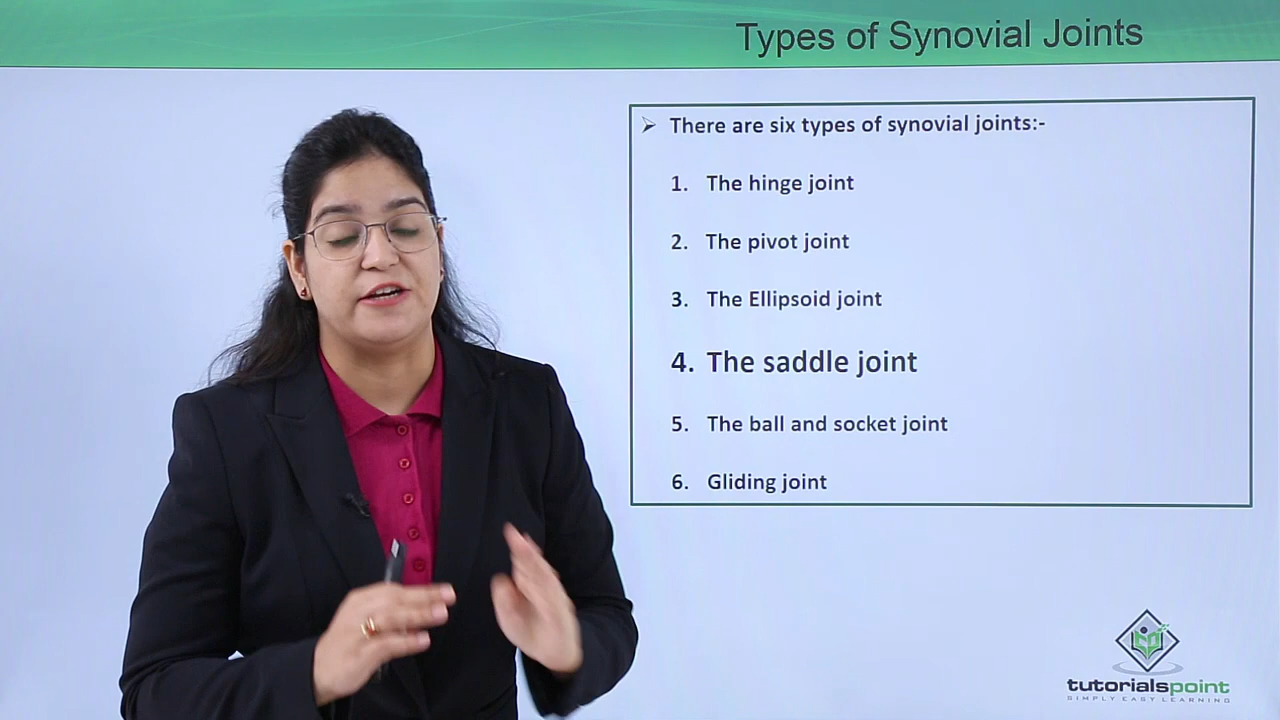 Types of Synovial Joints
➢ There are six types of synovial joints:-
1. The hinge joint
2. The pivot joint
3. The Ellipsoid joint
4. The saddle joint
5. The ball and socket joint
6. Gliding joint
tutorialspoint
SIMPLY EASY LEARNING